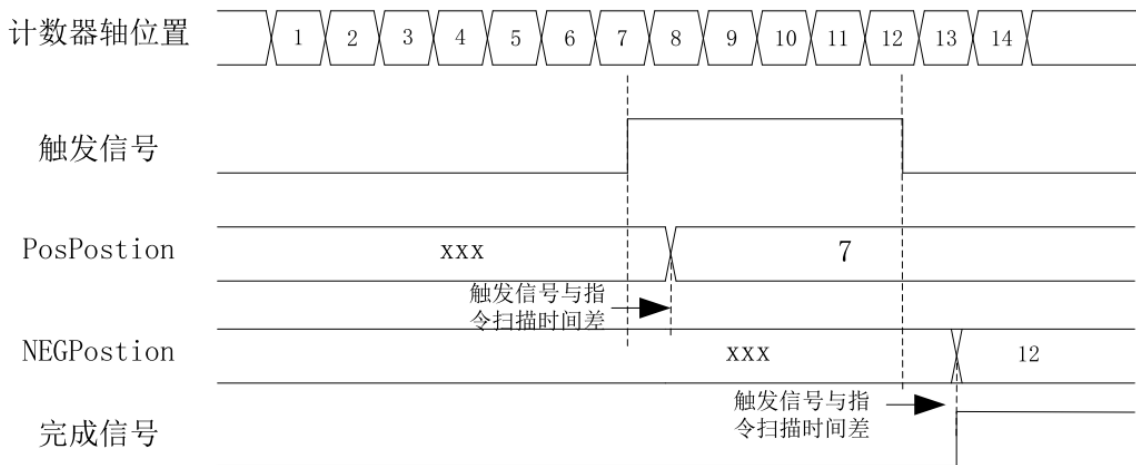 计数器轴位置 1 2 3 4 5 6 7 8 9 10 11 12 13 14
触发信号
PosPostion xxx 7
触发信号与指
令扫描时间差
NEGPostion xxx 12
触发信号与指
令扫描时间差
完成信号